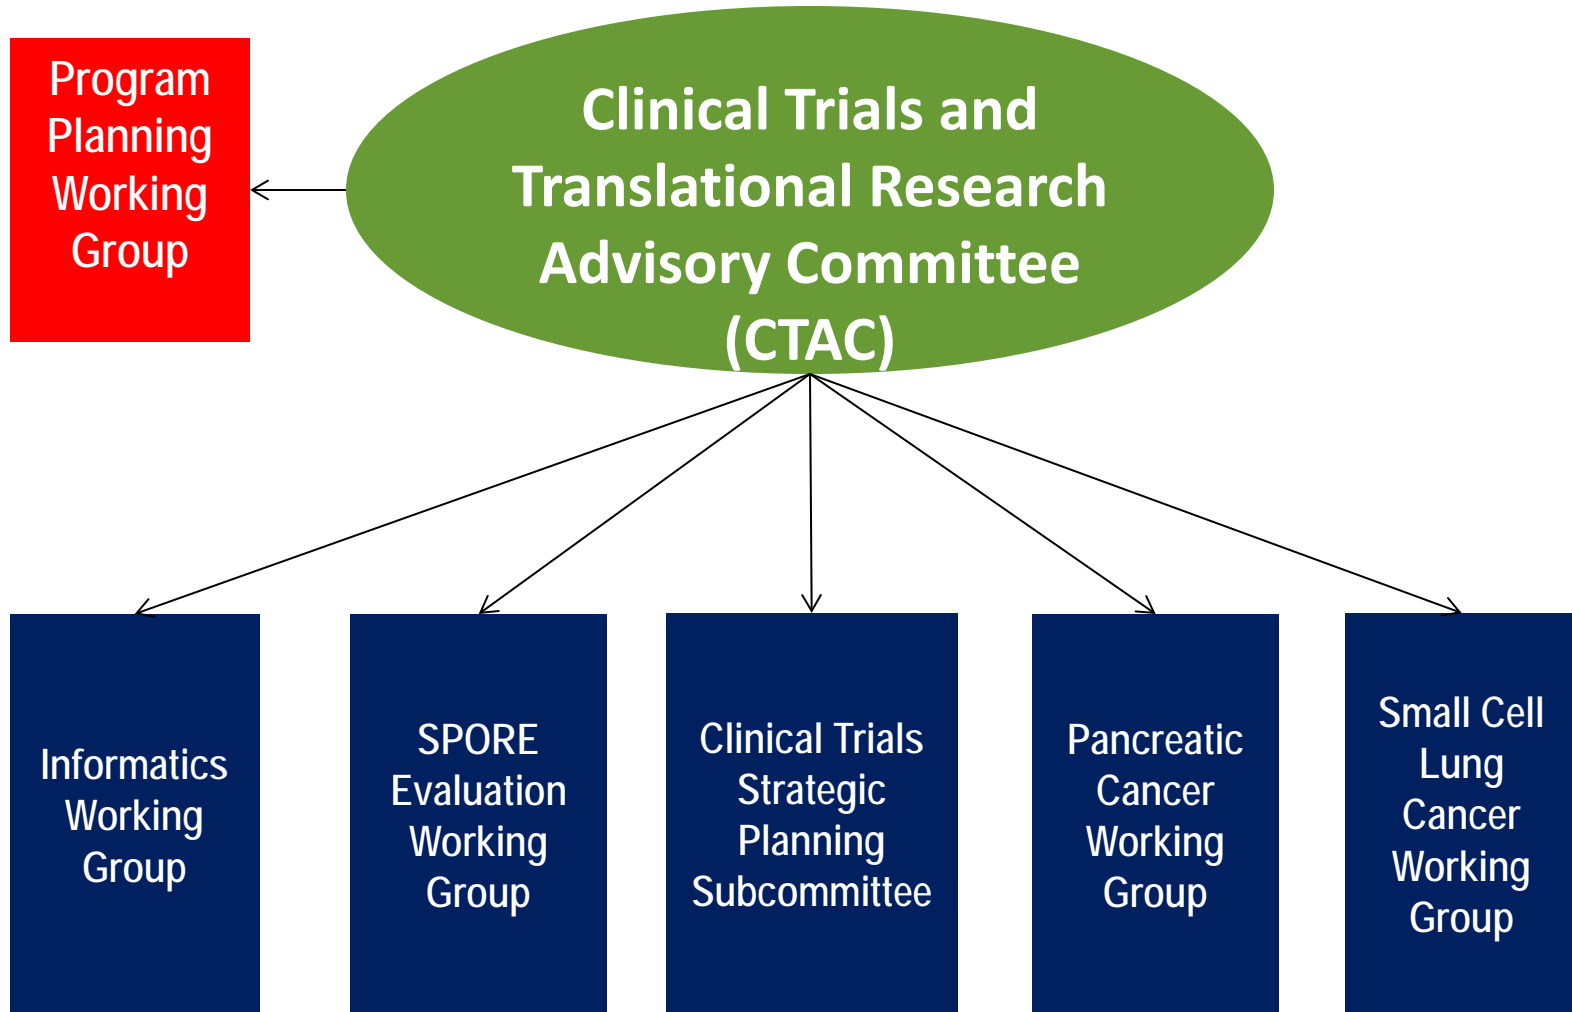 Program
Planning
Working
Group
Clinical Trials and
Translational Research
Advisory Committee
(CTAC)
Informatics
Working
Group
SPORE
Evaluation
Working
Group
Clinical Trials
Strategic
Planning
Subcommittee
Pancreatic
Cancer
Working
Group
Small Cell
Lung
Cancer
Working
Group